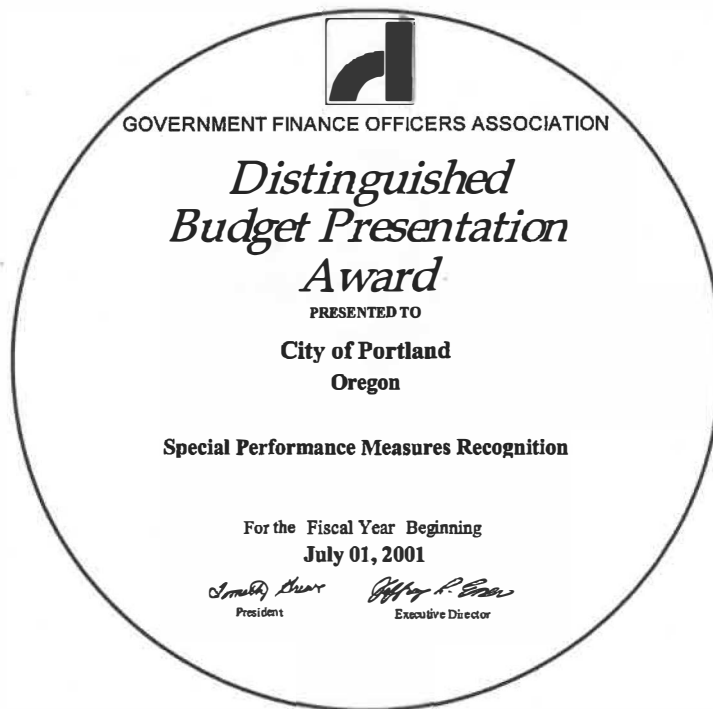 GOVERNMENT FINANCE OFFICERS ASSOCIATION
Distinguished
Budget Presentation
Award
PRESENTED TO
City of Portland
Oregon
Special Performance Measures Recognition
For the Fiscal Year Beginning
July 01, 2001
President
Executive Director